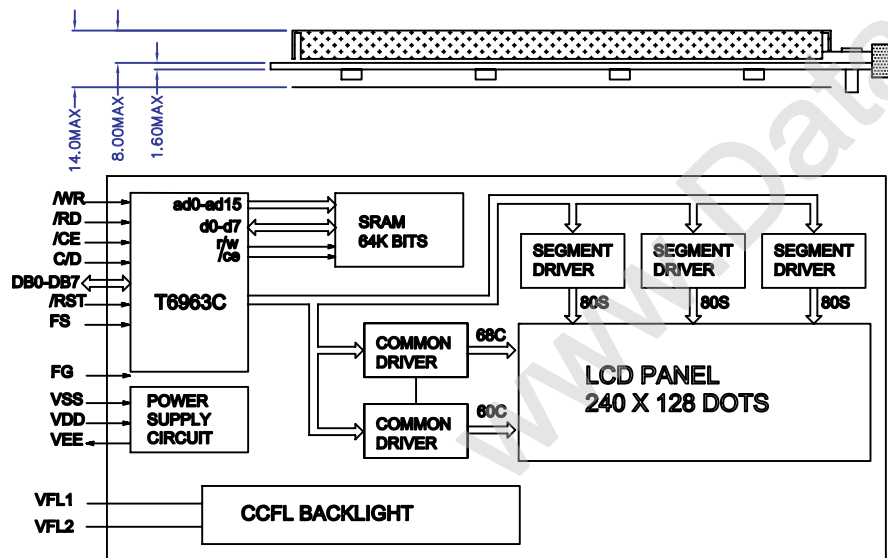 14.0MAX
8.00MAX
1.60MAX
/WR
/RD
/CE
C/D
DB0-DB7
/RST
FS
FG
VSS
VDD
VEE
VFL1
VFL2
ad0-ad15
d0-d7
r/w
/ce
T6963C
SRAM
64K BITS
SEGMENT
DRIVER
SEGMENT
DRIVER
SEGMENT
DRIVER
80S
80S
80S
COMMON
DRIVER
68C
COMMON
DRIVER
60C
LCD PANEL
240 X 128 DOTS
POWER
SUPPLY
CIRCUIT
CCFL BACKLIGHT
www.Data